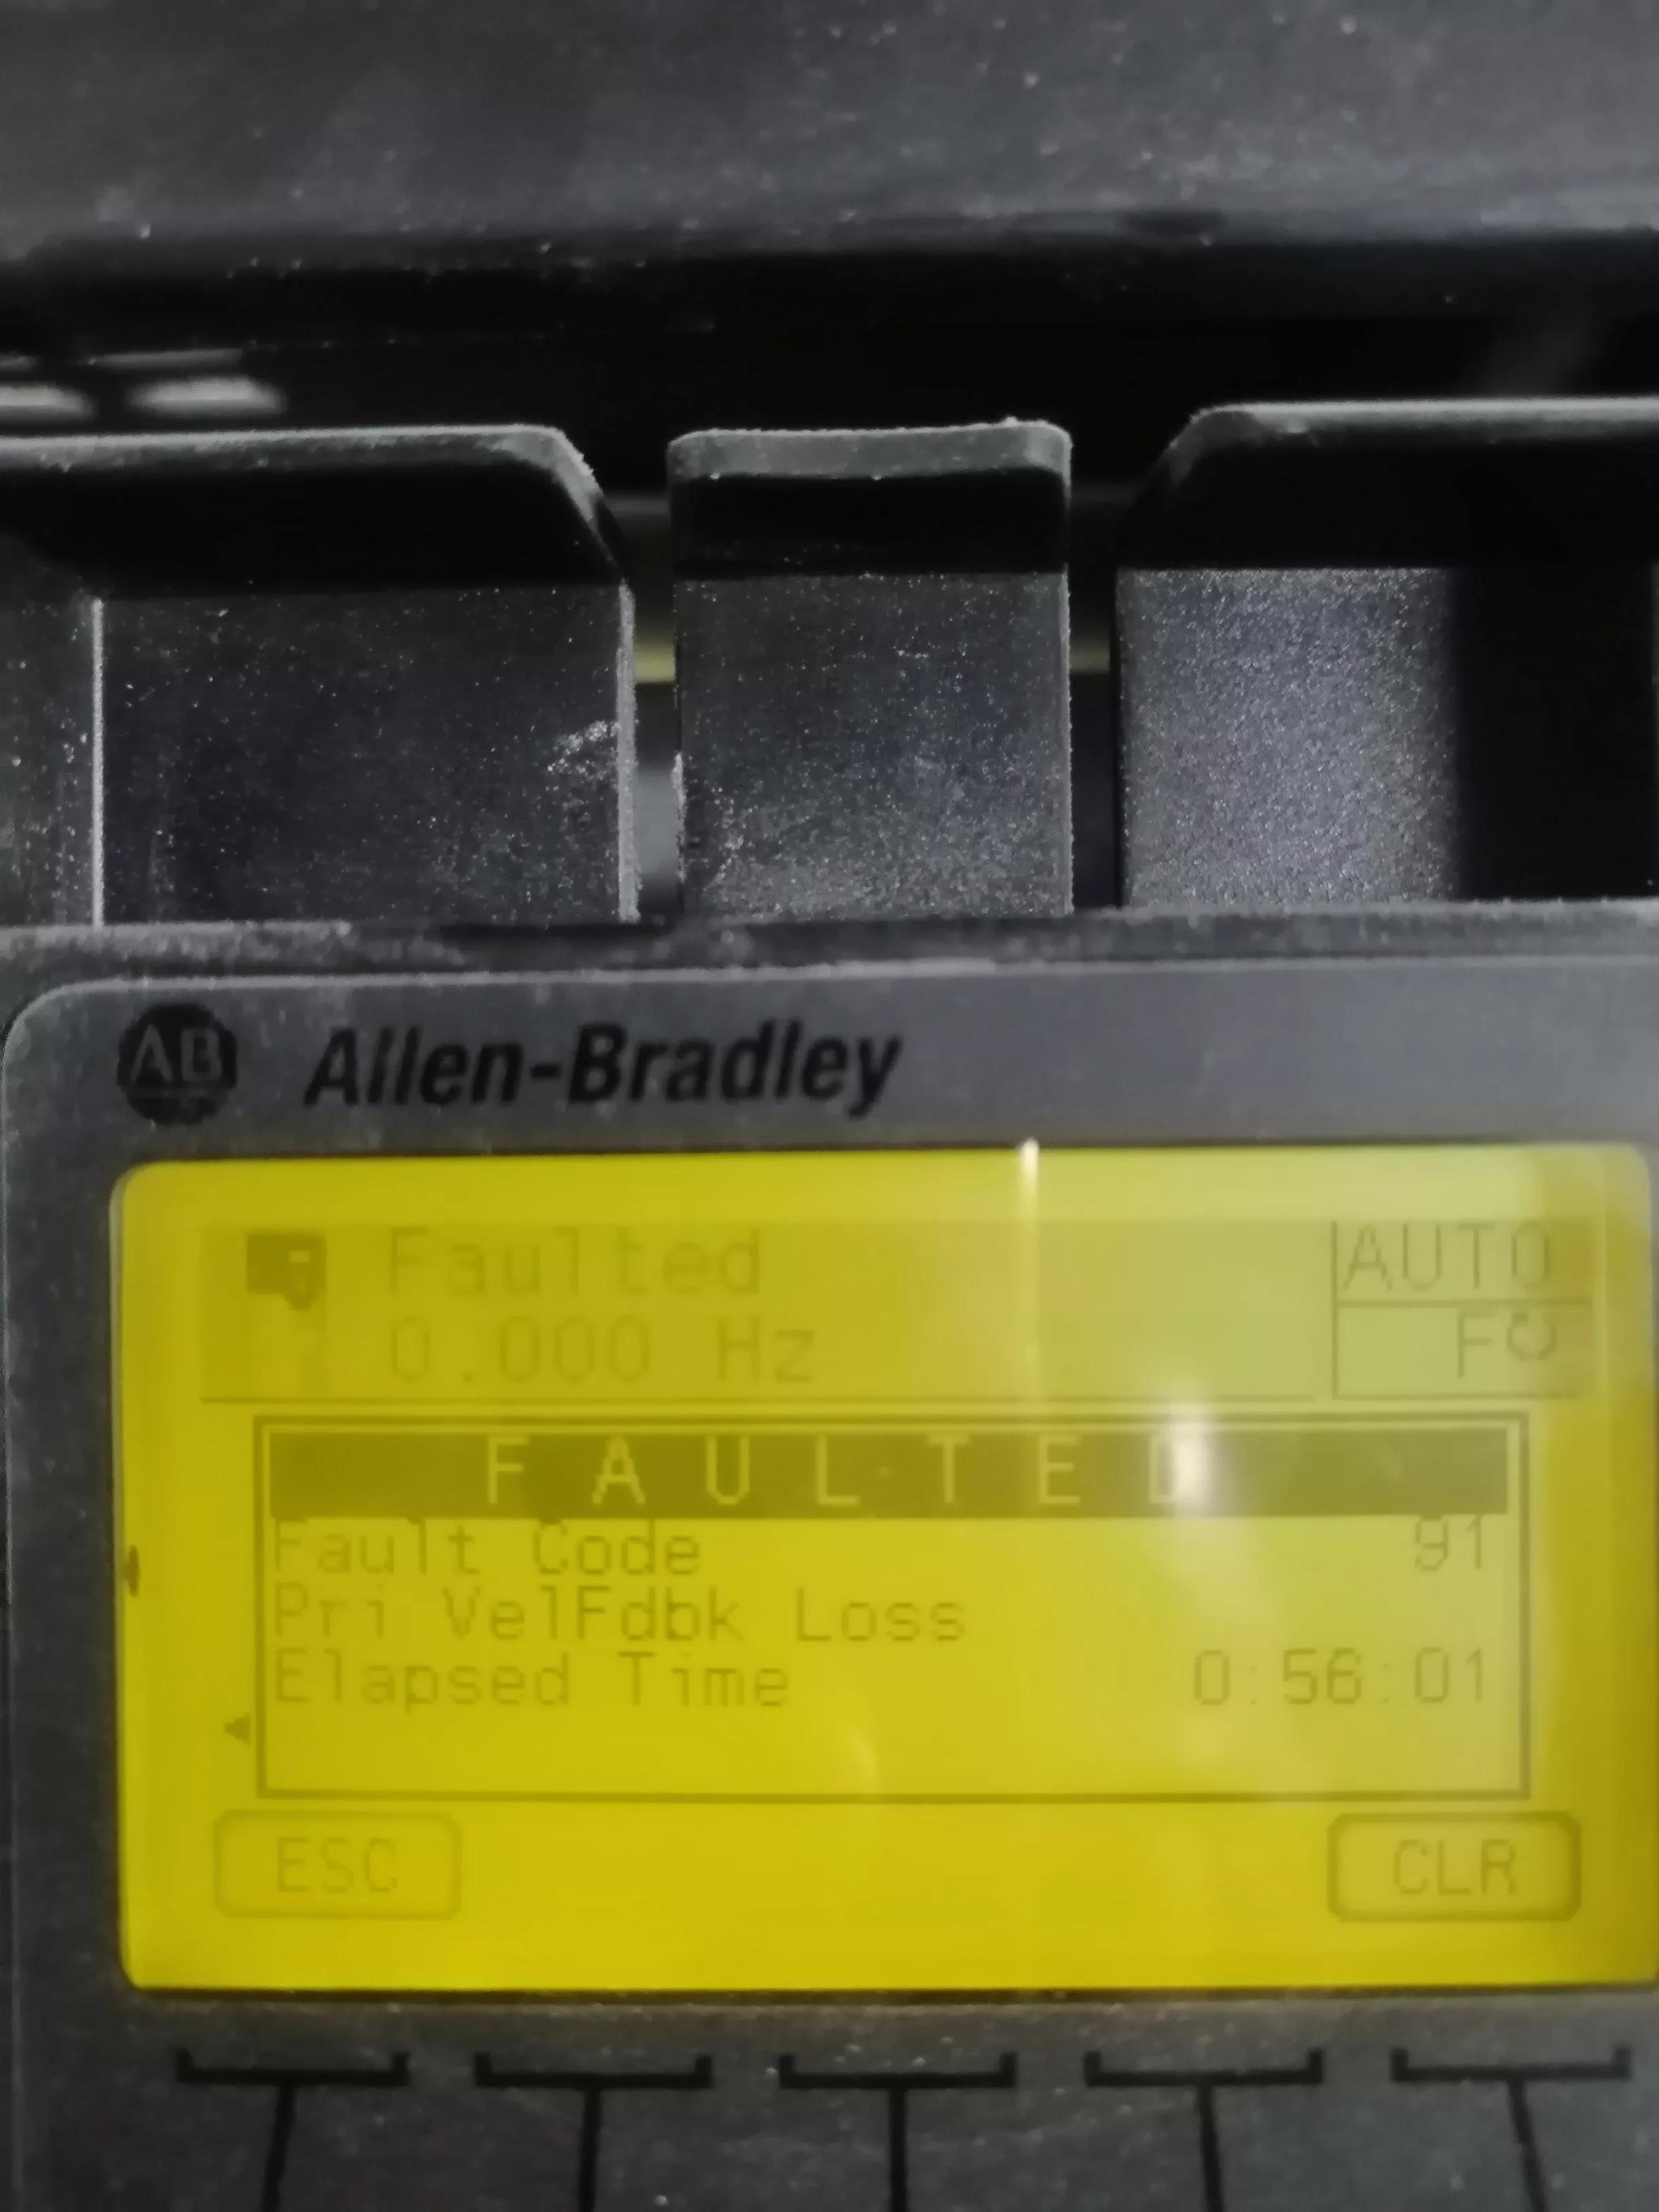 AB Allen-Bradley
Faulted AUTO
0.000 Hz F
FAULTED
Fault Code 91
Pri VelFdbk Loss
Elapsed Time 0:56:01
ESC CLR